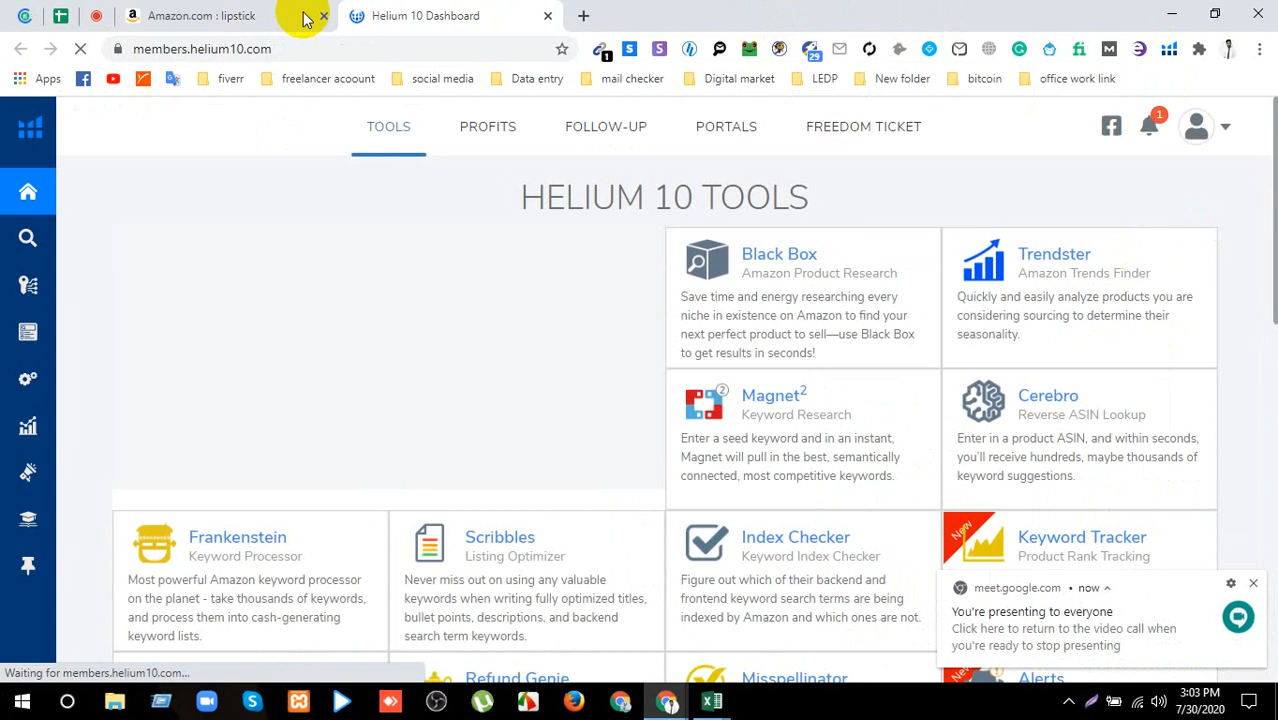 Amazon.com : lipstick
Helium 10 Dashboard
members.helium10.com
1
29
Apps
fiverr
freelancer acoount
social media
Data entry
mail checker
Digital market
LEDP
New folder
bitcoin
office work link
TOOLS
PROFITS
FOLLOW-UP
PORTALS
FREEDOM TICKET
1
HELIUM 10 TOOLS
Black Box
Amazon Product Research
Save time and energy researching every
niche in existence on Amazon to find your
next perfect product to sell—use Black Box
to get results in seconds!
Trendster
Amazon Trends Finder
Quickly and easily analyze products you are
considering sourcing to determine their
seasonality.
2
Magnet2
Keyword Research
Enter a seed keyword and in an instant,
Magnet will pull in the best, semantically
connected, most competitive keywords.
Cerebro
Reverse ASIN Lookup
Enter in a product ASIN, and within seconds,
you'll receive hundreds, maybe thousands of
keyword suggestions.
Frankenstein
Keyword Processor
Most powerful Amazon keyword processor
on the planet - take thousands of keywords,
and process them into cash-generating
keyword lists.
Scribbles
Listing Optimizer
Never miss out on using any valuable
keywords when writing fully optimized titles,
bullet points, descriptions, and backend
search term keywords.
Index Checker
Keyword Index Checker
Figure out which of their backend and
frontend keyword search terms are being
indexed by Amazon and which ones are not.
New
Keyword Tracker
Product Rank Tracking
meet.google.com • now
You're presenting to everyone
Click here to return to the video call when
you're ready to stop presenting
Refund Genie
Misspellinator
Alerts
Waiting for members.helium10.com...
3:03 PM
7/30/2020